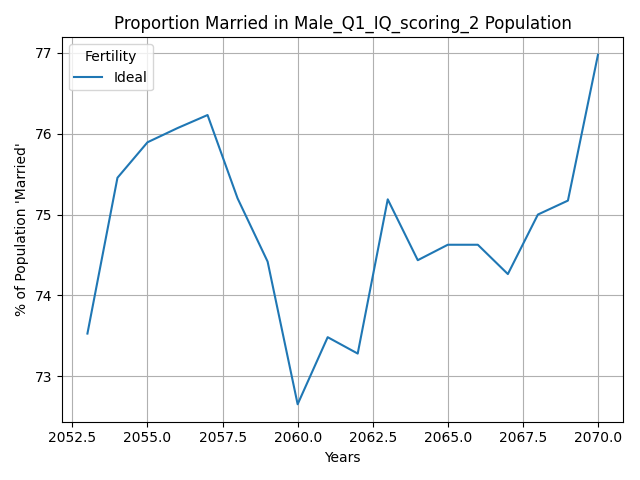 Proportion Married in Male_Q1_IQ_scoring_2 Population
Fertility
Ideal
% of Population 'Married'
77
76
75
74
73
2052.5 2055.0 2057.5 2060.0 2062.5 2065.0 2067.5 2070.0
Years